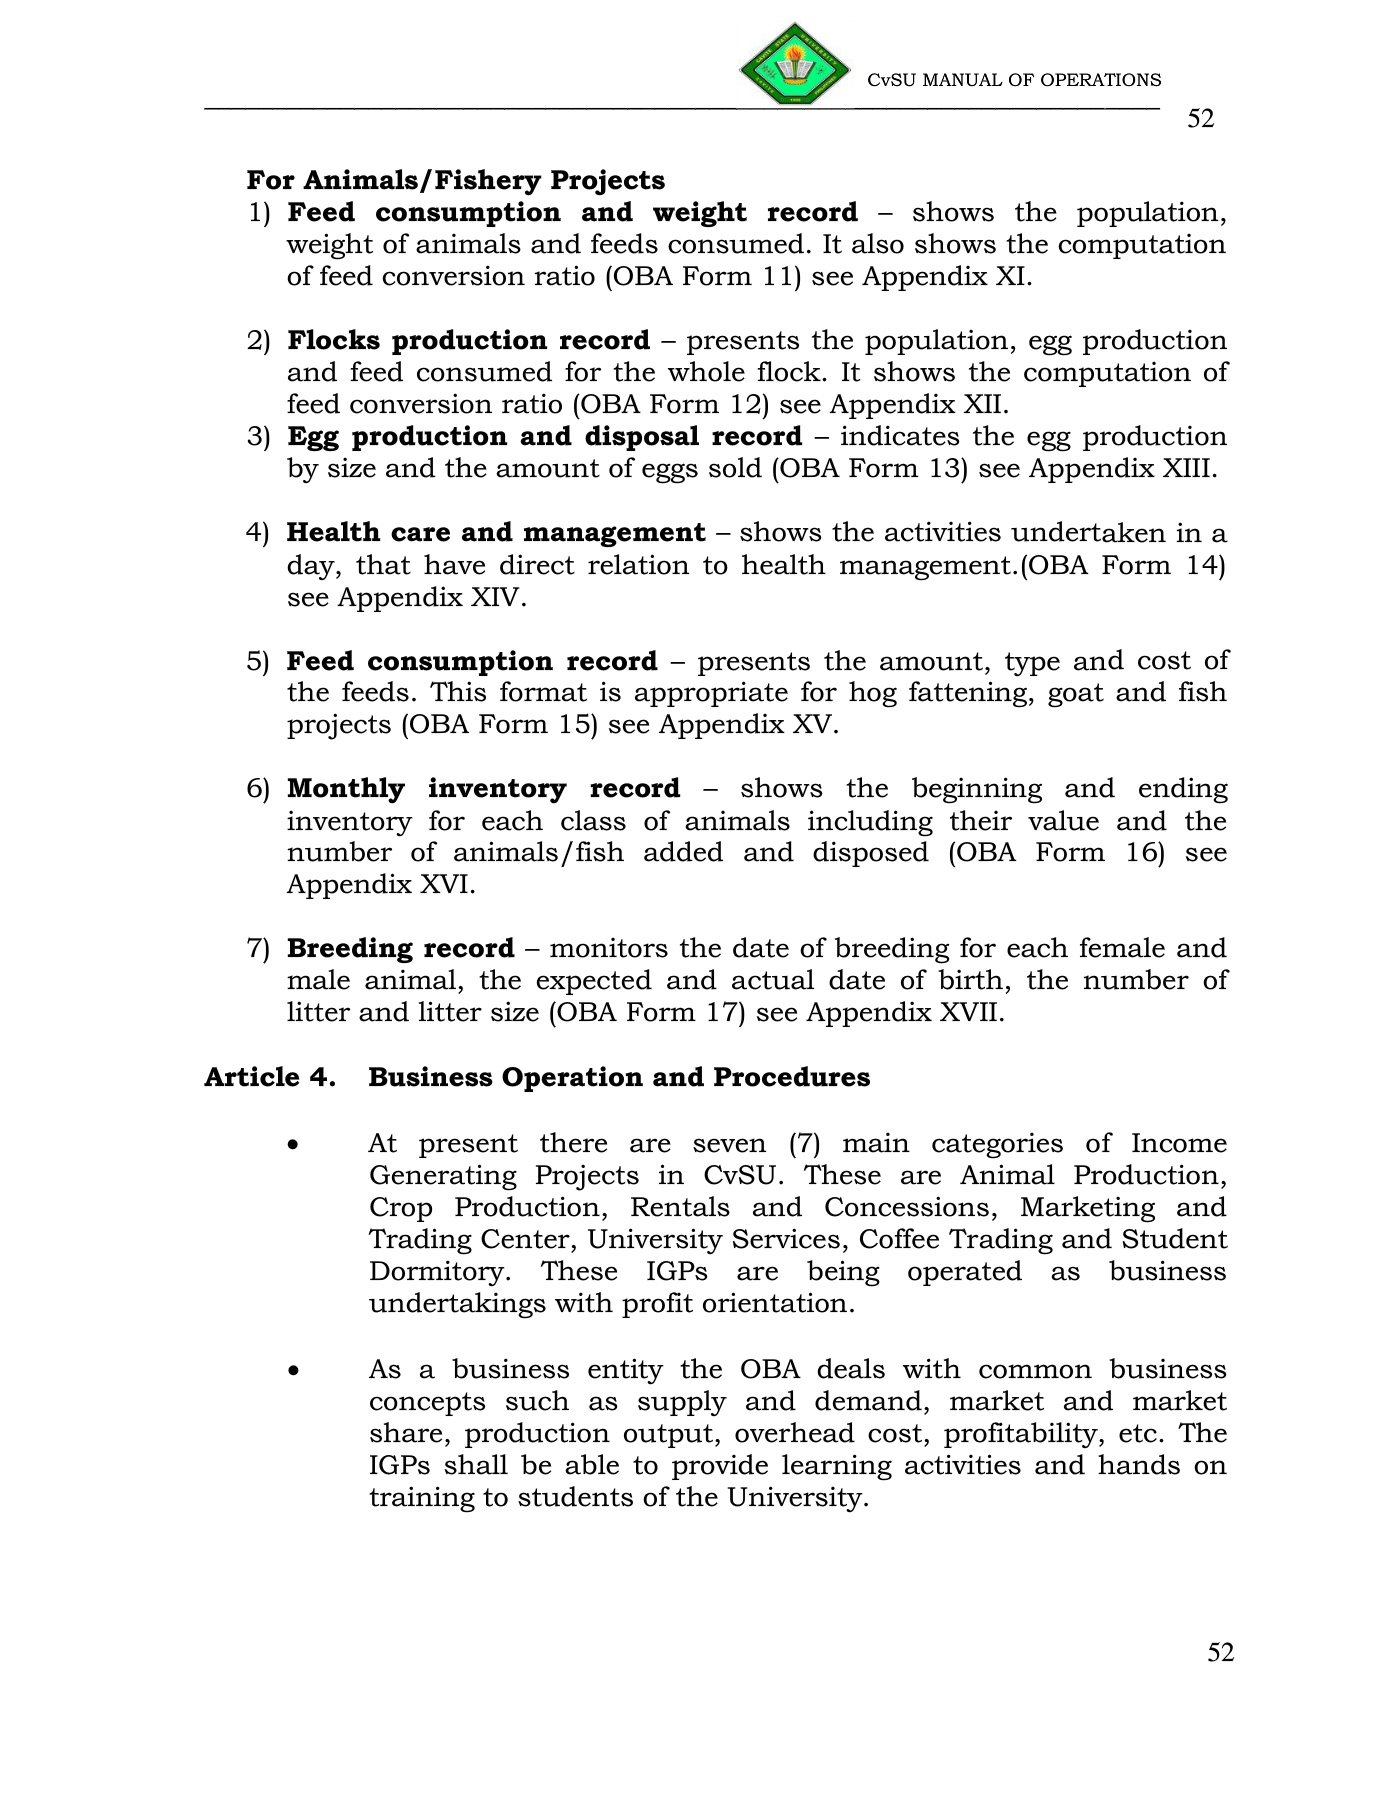 CvSU MANUAL OF OPERATIONS
52
For Animals/Fishery Projects
1) Feed consumption and weight record – shows the population,
weight of animals and feeds consumed. It also shows the computation
of feed conversion ratio (OBA Form 11) see Appendix XI.
2) Flocks production record – presents the population, egg production
and feed consumed for the whole flock. It shows the computation of
feed conversion ratio (OBA Form 12) see Appendix XII.
3) Egg production and disposal record – indicates the egg production
by size and the amount of eggs sold (OBA Form 13) see Appendix XIII.
4) Health care and management – shows the activities undertaken in a
day, that have direct relation to health management.(OBA Form 14)
see Appendix XIV.
5) Feed consumption record – presents the amount, type and cost of
the feeds. This format is appropriate for hog fattening, goat and fish
projects (OBA Form 15) see Appendix XV.
6) Monthly inventory record – shows the beginning and ending
inventory for each class of animals including their value and the
number of animals/fish added and disposed (OBA Form 16) see
Appendix XVI.
7) Breeding record – monitors the date of breeding for each female and
male animal, the expected and actual date of birth, the number of
litter and litter size (OBA Form 17) see Appendix XVII.
Article 4. Business Operation and Procedures
• At present there are seven (7) main categories of Income
Generating Projects in CvSU. These are Animal Production,
Crop Production, Rentals and Concessions, Marketing and
Trading Center, University Services, Coffee Trading and Student
Dormitory. These IGPs are being operated as business
undertakings with profit orientation.
• As a business entity the OBA deals with common business
concepts such as supply and demand, market and market
share, production output, overhead cost, profitability, etc. The
IGPs shall be able to provide learning activities and hands on
training to students of the University.
52